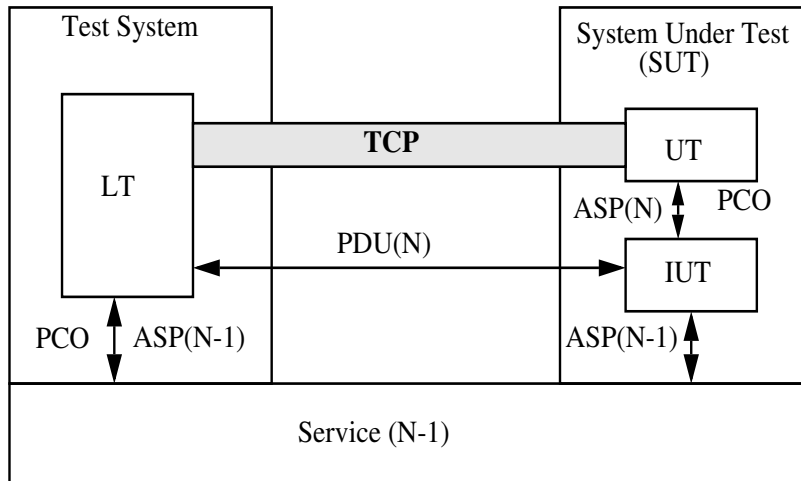 Test System
System Under Test
(SUT)
TCP
LT
UT
ASP(N)
PCO
PDU(N)
IUT
PCO
ASP(N-1)
ASP(N-1)
Service (N-1)